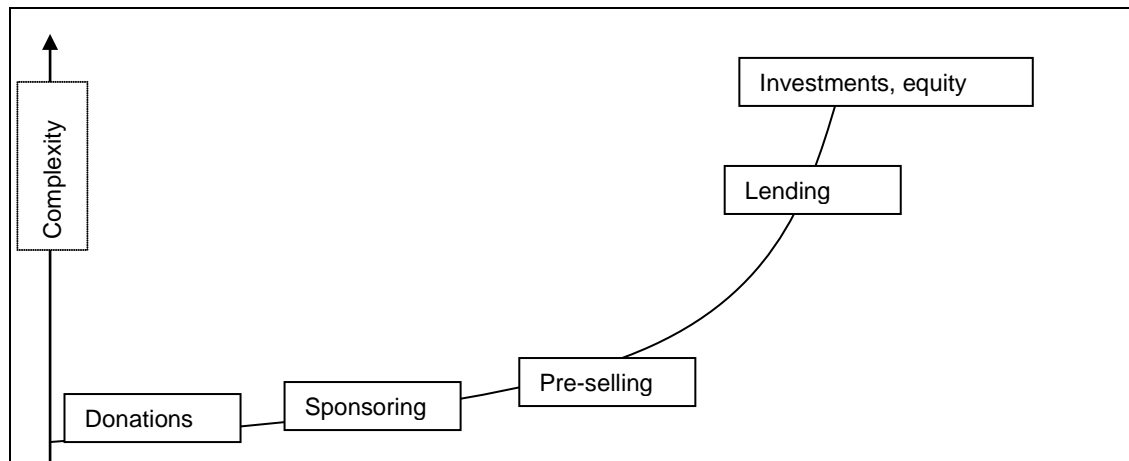 Investments, equity
Complexity
Lending
Pre-selling
Sponsoring
Donations